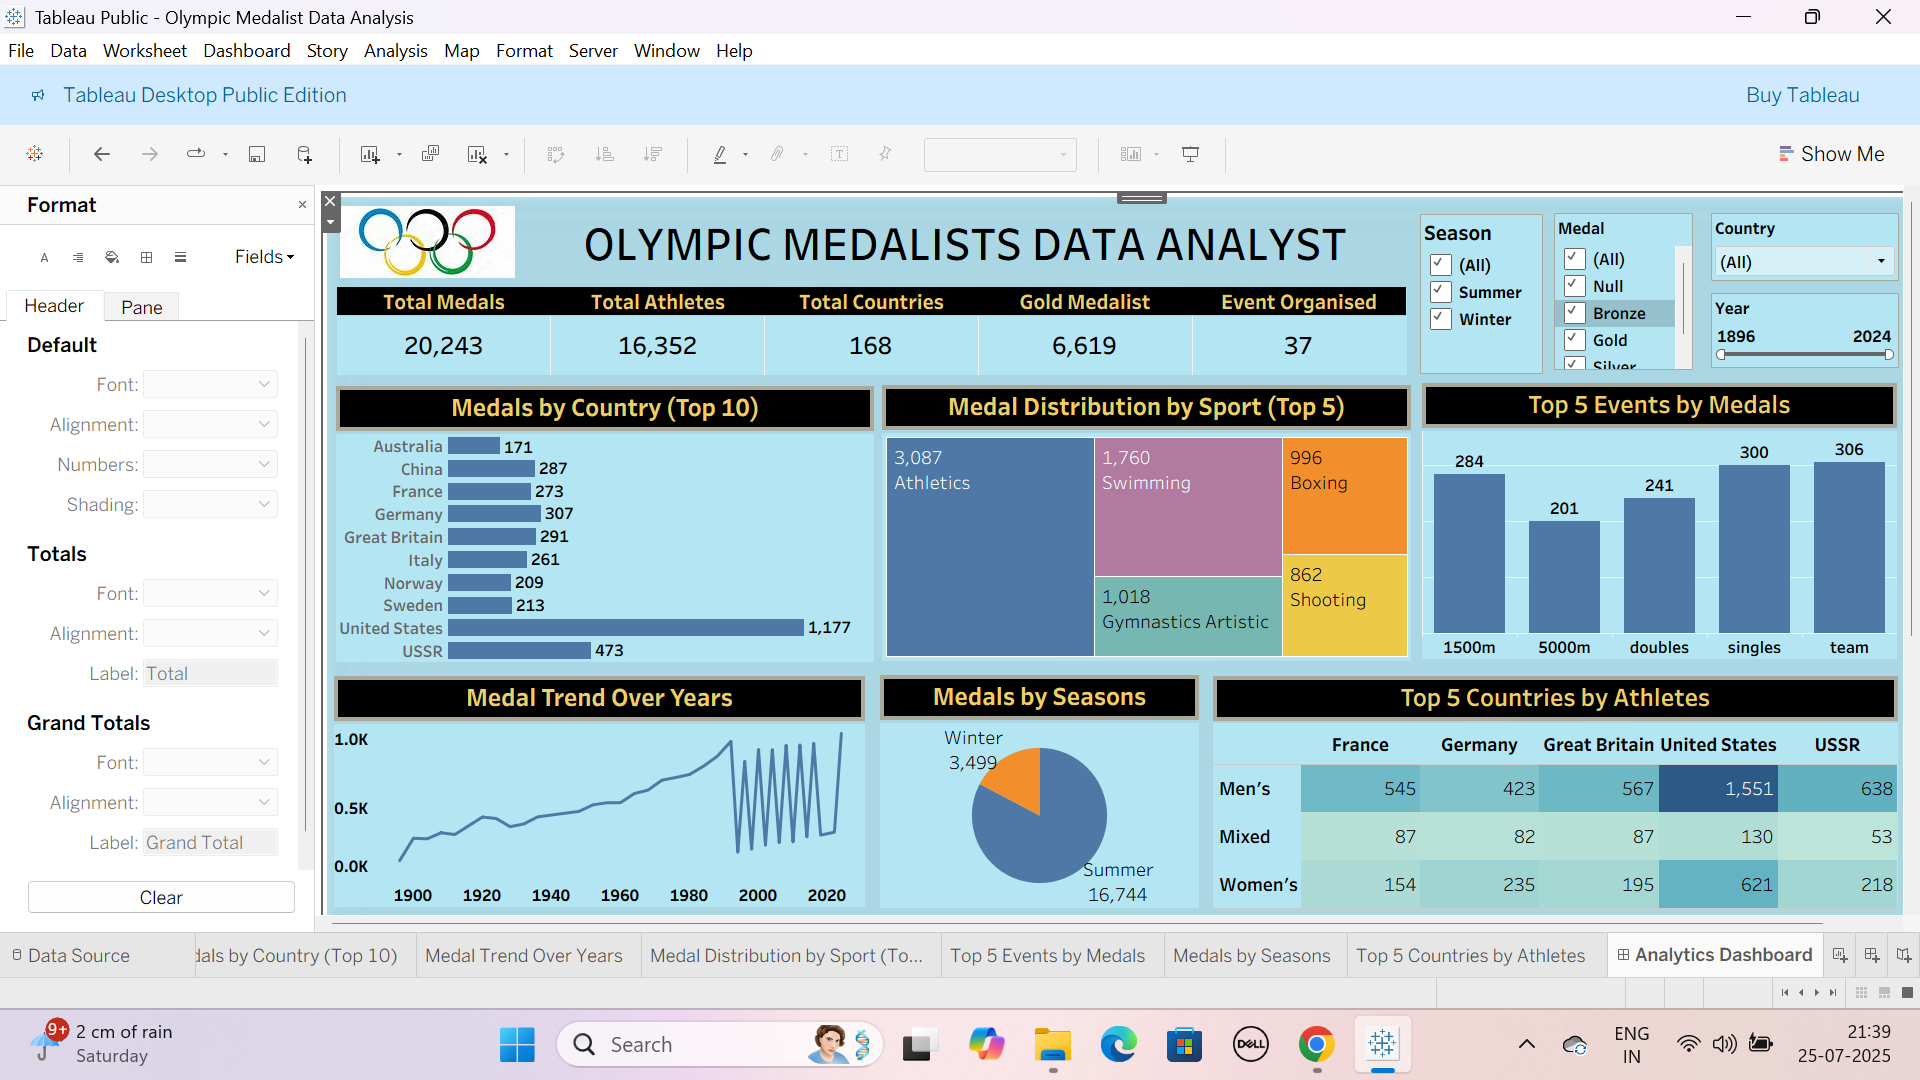 Tableau Public - Olympic Medalist Data Analysis
File Data Worksheet Dashboard Story Analysis Map Format Server Window Help
Tableau Desktop Public Edition
Buy Tableau
Show Me
Format
Fields
Header Pane
Default
Font:
Alignment:
Numbers:
Shading:
Totals
Font:
Alignment:
Label: Total
Grand Totals
Font:
Alignment:
Label: Grand Total
Clear
OLYMPIC MEDALISTS DATA ANALYST
Total Medals Total Athletes Total Countries Gold Medalist Event Organised
20,243 16,352 168 6,619 37
Season
(All)
Summer
Winter
Medal
(All)
Null
Bronze
Gold
Silver
Country
(All)
Year
1896 2024
Medals by Country (Top 10)
Australia 171
China 287
France 273
Germany 307
Great Britain 291
Italy 261
Norway 209
Sweden 213
United States 1,177
USSR 473
Medal Distribution by Sport (Top 5)
3,087
Athletics
1,760
Swimming
1,018
Gymnastics Artistic
996
Boxing
862
Shooting
Top 5 Events by Medals
284 201 241 300 306
1500m 5000m doubles singles team
Medal Trend Over Years
1.0K
0.5K
0.0K
1900 1920 1940 1960 1980 2000 2020
Medals by Seasons
Winter
3,499
Summer
16,744
Top 5 Countries by Athletes
France Germany Great Britain United States USSR
Men's 545 423 567 1,551 638
Mixed 87 82 87 130 53
Women's 154 235 195 621 218
Data Source dals by Country (Top 10) Medal Trend Over Years Medal Distribution by Sport (To... Top 5 Events by Medals Medals by Seasons Top 5 Countries by Athletes Analytics Dashboard
9+
2 cm of rain
Saturday
Search
DELL
ENG
IN
21:39
25-07-2025